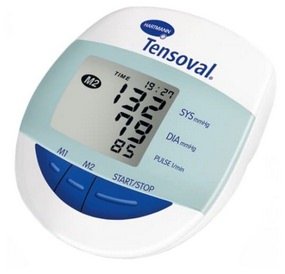 HARTMANN
Tensoval®
M2
TIME 19:27
132
SYS mmHg
79.8
DIA mmHg
85
PULSE /min
M1 M2
START/STOP